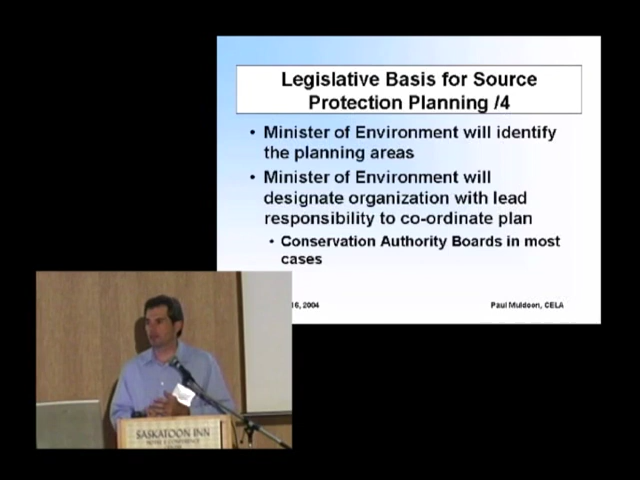 Legislative Basis for Source
Protection Planning /4
• Minister of Environment will identify
the planning areas
• Minister of Environment will
designate organization with lead
responsibility to co-ordinate plan
• Conservation Authority Boards in most
cases
16, 2004
Paul Muldoon, CELA
SASKATOON INN